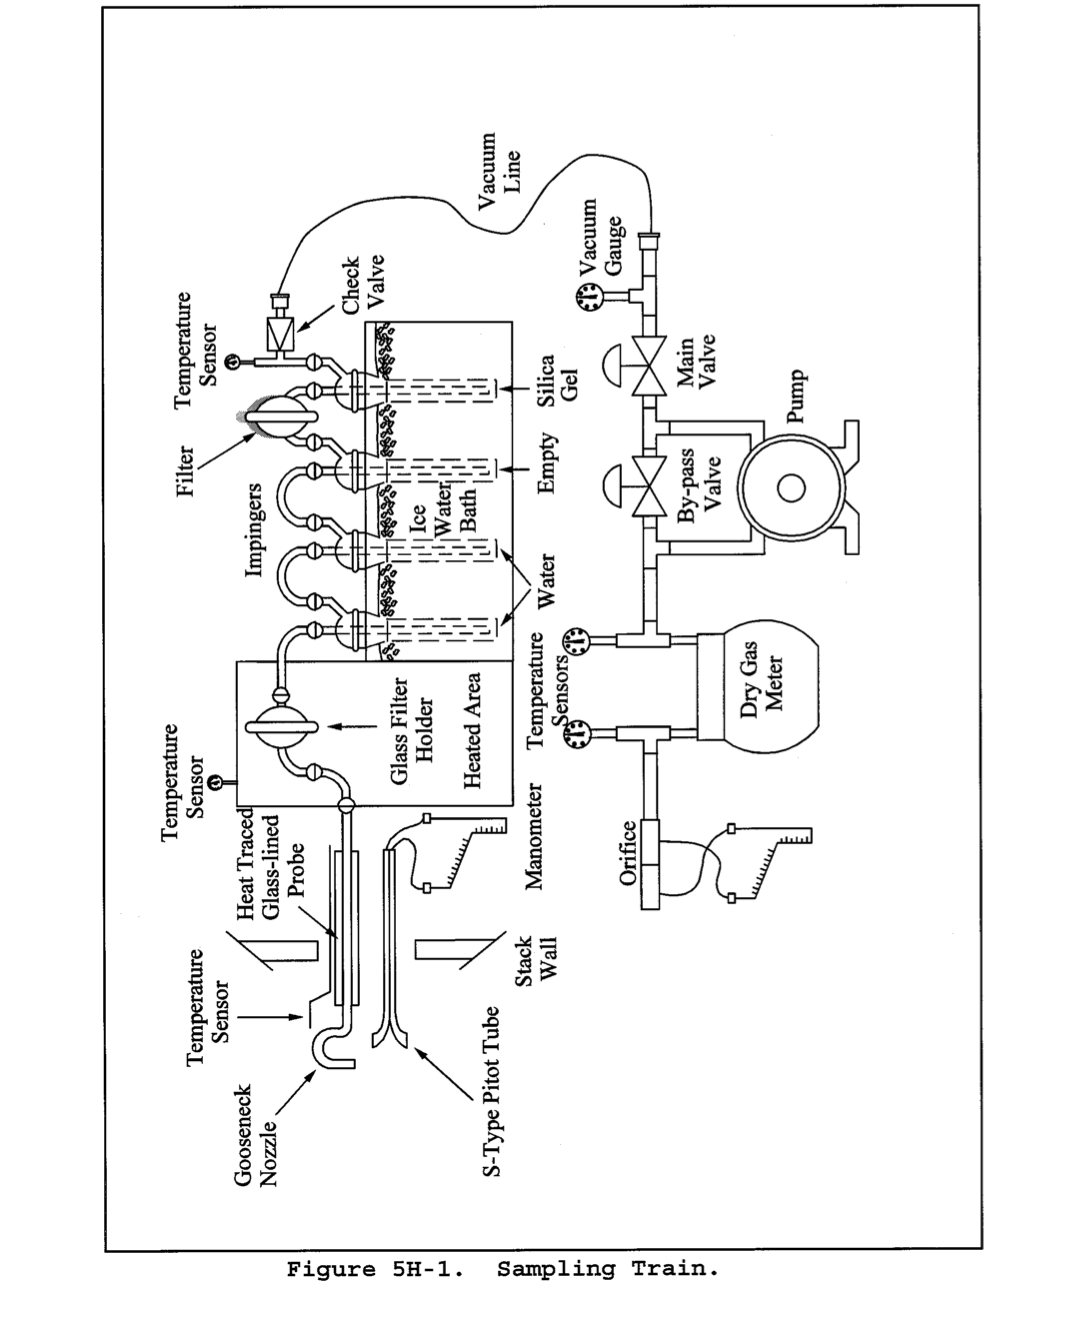 Temperature
Sensor
Filter
Impingers
Check
Valve
Vacuum
Line
Temperature
Sensor
Heat Traced
Glass-lined
Probe
Glass Filter
Holder
Heated Area
Ice
Water
Bath
Silica
Gel
Empty
Water
Temperature
Sensor
Gooseneck
Nozzle
S-Type Pitot Tube
Stack
Wall
Manometer
Temperature
Sensors
Vacuum
Gauge
Main
Valve
By-pass
Valve
Pump
Dry Gas
Meter
Orifice
Figure 5H-1. Sampling Train.